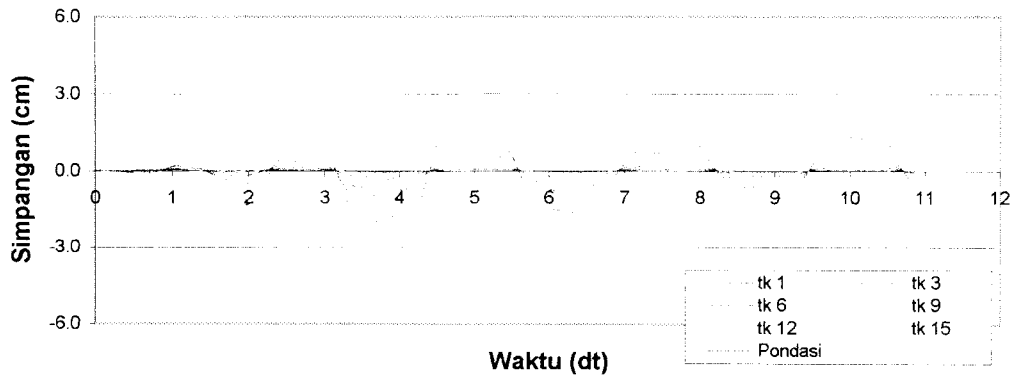 6.0
3.0
0.0
-3.0
-6.0
Simpangan (cm)
0 1 2 3 4 5 6 7 8 9 10 11 12
Waktu (dt)
tk 1 tk 3
tk 6 tk 9
tk 12 tk 15
Pondasi